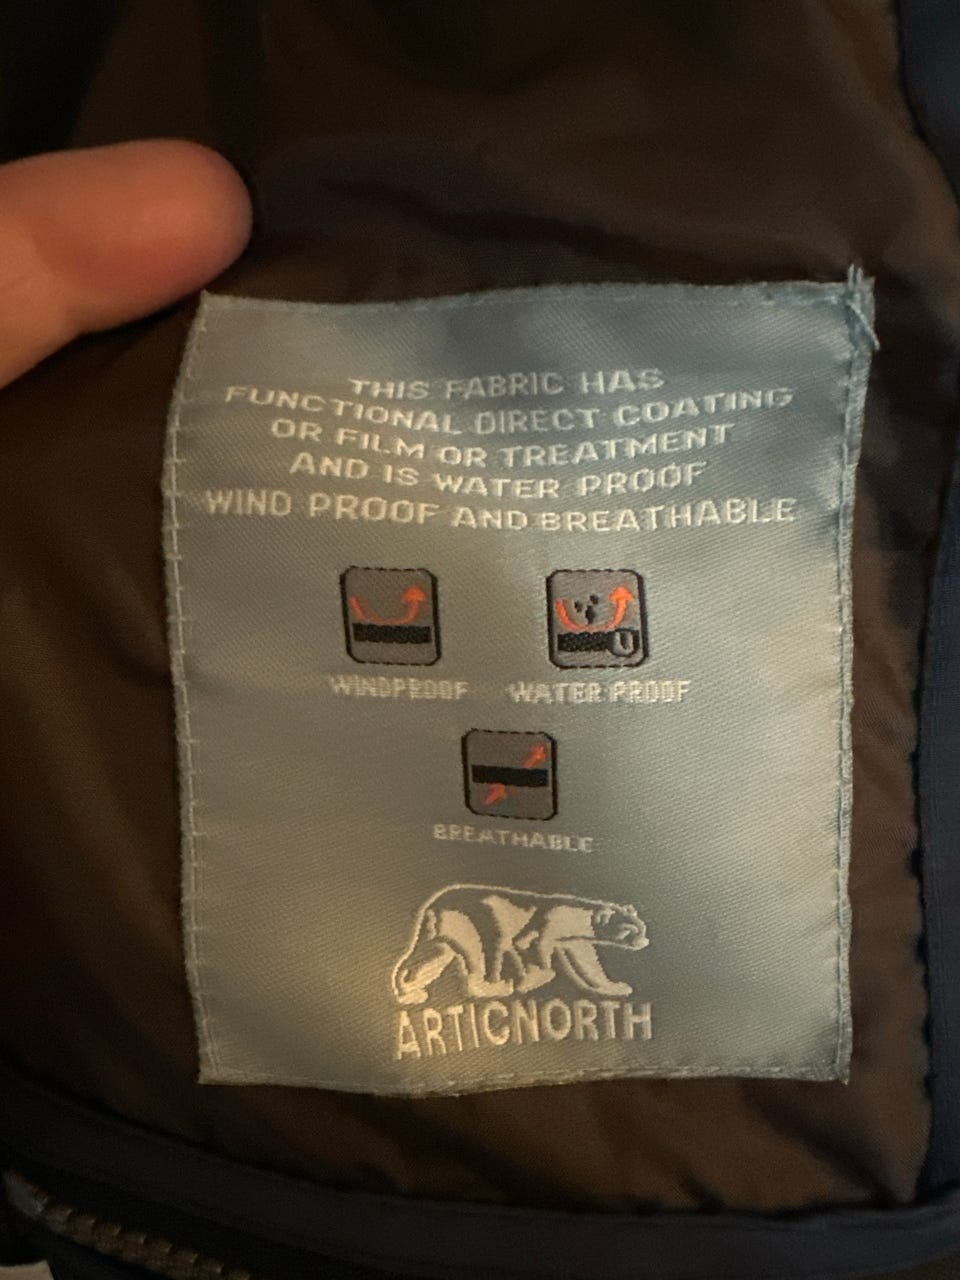 THIS FABRIC HAS
FUNCTIONAL DIRECT COATING
OR FILM OR TREATMENT
AND IS WATER PROOF
WIND PROOF AND BREATHABLE
WINDPROOF WATER PROOF
BREATHABLE
ARTICNORTH